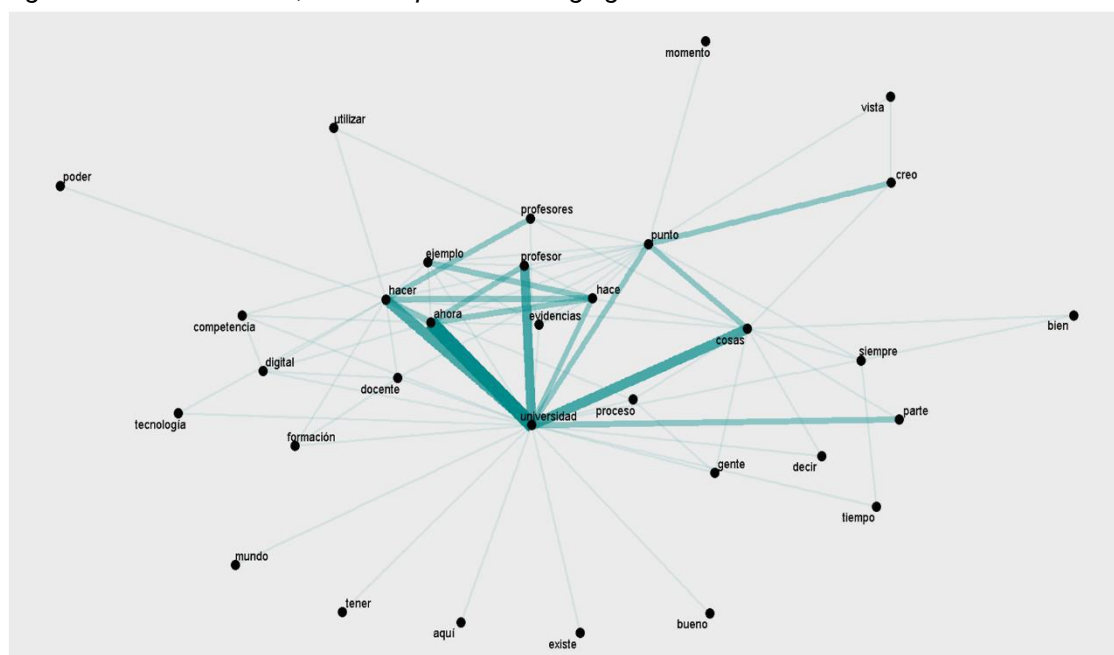 momento
vista
utilizar
poder
creo
profesores
punto
ejemplo
profesor
hacer
hace
ahora
evidencias
competencia
cosas
bien
siempre
digital
docente
tecnología
universidad
proceso
parte
formación
gente
decir
tiempo
mundo
tener
aquí
existe
bueno